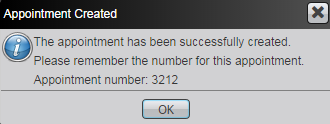 Appointment Created
The appointment has been successfully created.
Please remember the number for this appointment.
Appointment number: 3212
OK